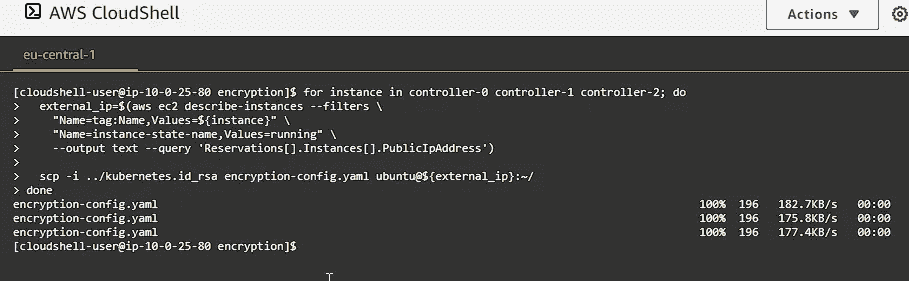 AWS CloudShell
Actions
eu-central-1
[cloudshell-user@ip-10-0-25-80 encryption]$ for instance in controller-0 controller-1 controller-2; do
>   external_ip=$(aws ec2 describe-instances --filters \
>     "Name=tag:Name,Values=${instance}" \
>     "Name=instance-state-name,Values=running" \
>     --output text --query 'Reservations[].Instances[].PublicIpAddress')
>
>   scp -i ../kubernetes.id_rsa encryption-config.yaml ubuntu@${external_ip}:~/
> done
encryption-config.yaml 100% 196 182.7KB/s 00:00
encryption-config.yaml 100% 196 175.8KB/s 00:00
encryption-config.yaml 100% 196 177.4KB/s 00:00
[cloudshell-user@ip-10-0-25-80 encryption]$